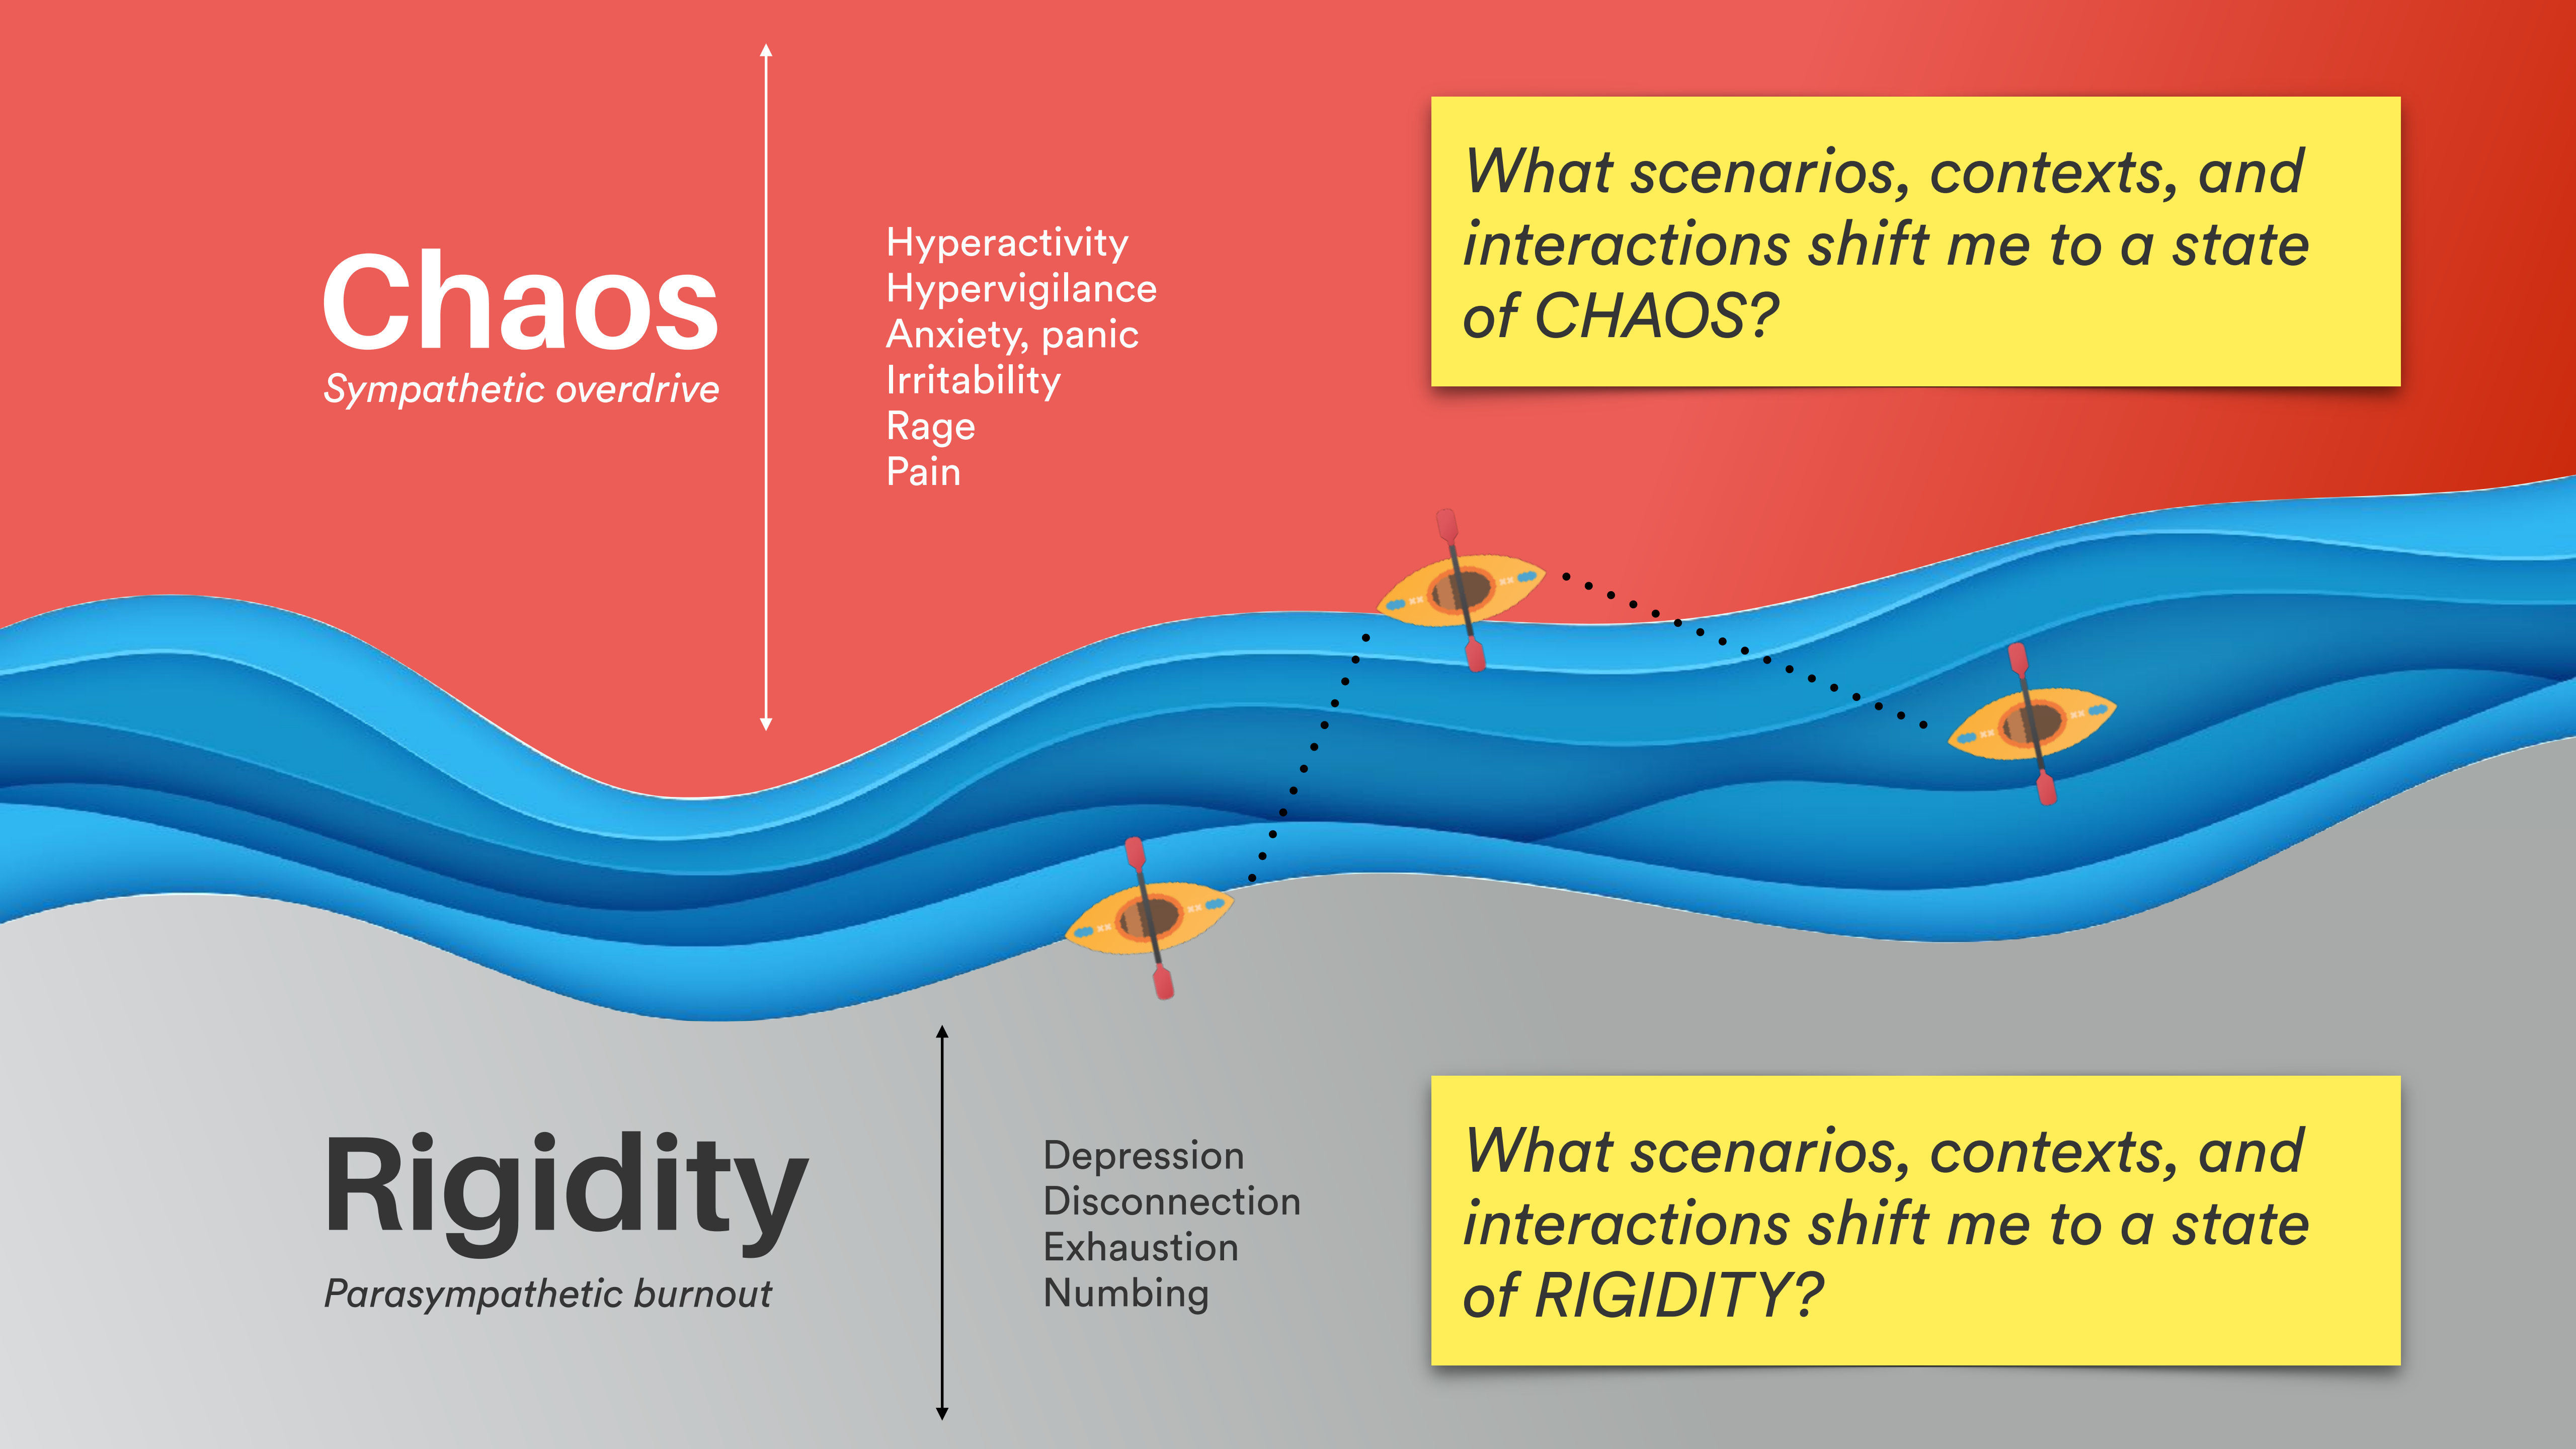 Chaos
Sympathetic overdrive
Hyperactivity
Hypervigilance
Anxiety, panic
Irritability
Rage
Pain
What scenarios, contexts, and
interactions shift me to a state
of CHAOS?
Rigidity
Parasympathetic burnout
Depression
Disconnection
Exhaustion
Numbing
What scenarios, contexts, and
interactions shift me to a state
of RIGIDITY?